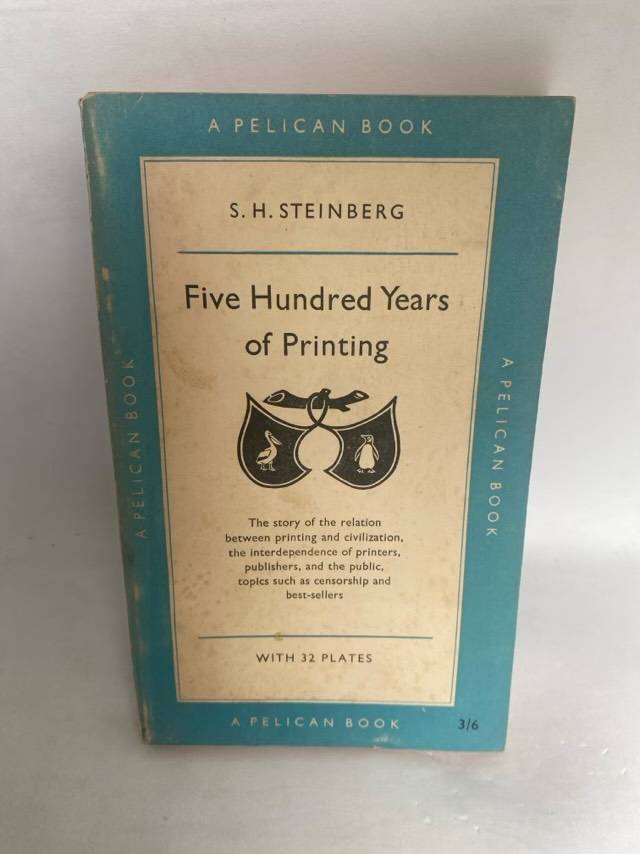 A PELICAN BOOK
S. H. STEINBERG
Five Hundred Years
of Printing
A PELICAN BOOK
A PELICAN BOOK
The story of the relation
between printing and civilization,
the interdependence of printers,
publishers, and the public,
topics such as censorship and
best-sellers
WITH 32 PLATES
A PELICAN BOOK
3/6